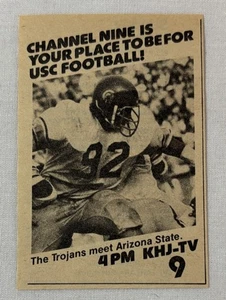 CHANNEL NINE IS
YOUR PLACE TO BE FOR
USC FOOTBALL!
92
The Trojans meet Arizona State.
4 PM KHJ-TV
9